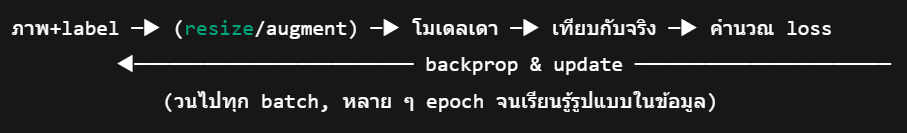 ภาพ+label ─▶ (resize/augment) ─▶ โมเดลเดา ─▶ เทียบกับจริง ─▶ คำนวณ loss
◀──────────────────────── backprop & update ──────────────────────
(วนไปทุก batch, หลาย ๆ epoch จนเรียนรู้รูปแบบในข้อมูล)